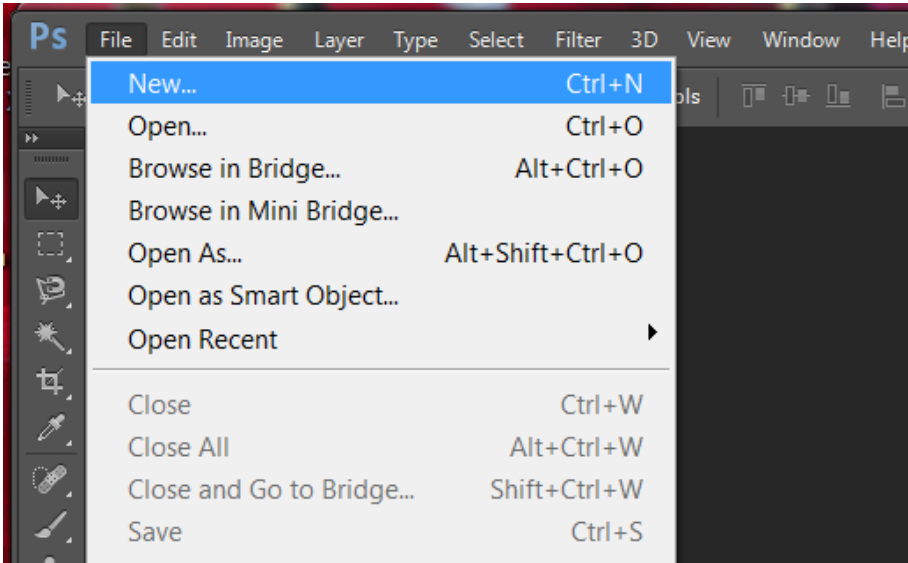 Ps File Edit Image Layer Type Select Filter 3D View Window Help
New... Ctrl+N
Open... Ctrl+O
Browse in Bridge... Alt+Ctrl+O
Browse in Mini Bridge...
Open As... Alt+Shift+Ctrl+O
Open as Smart Object...
Open Recent
Close Ctrl+W
Close All Alt+Ctrl+W
Close and Go to Bridge... Shift+Ctrl+W
Save Ctrl+S